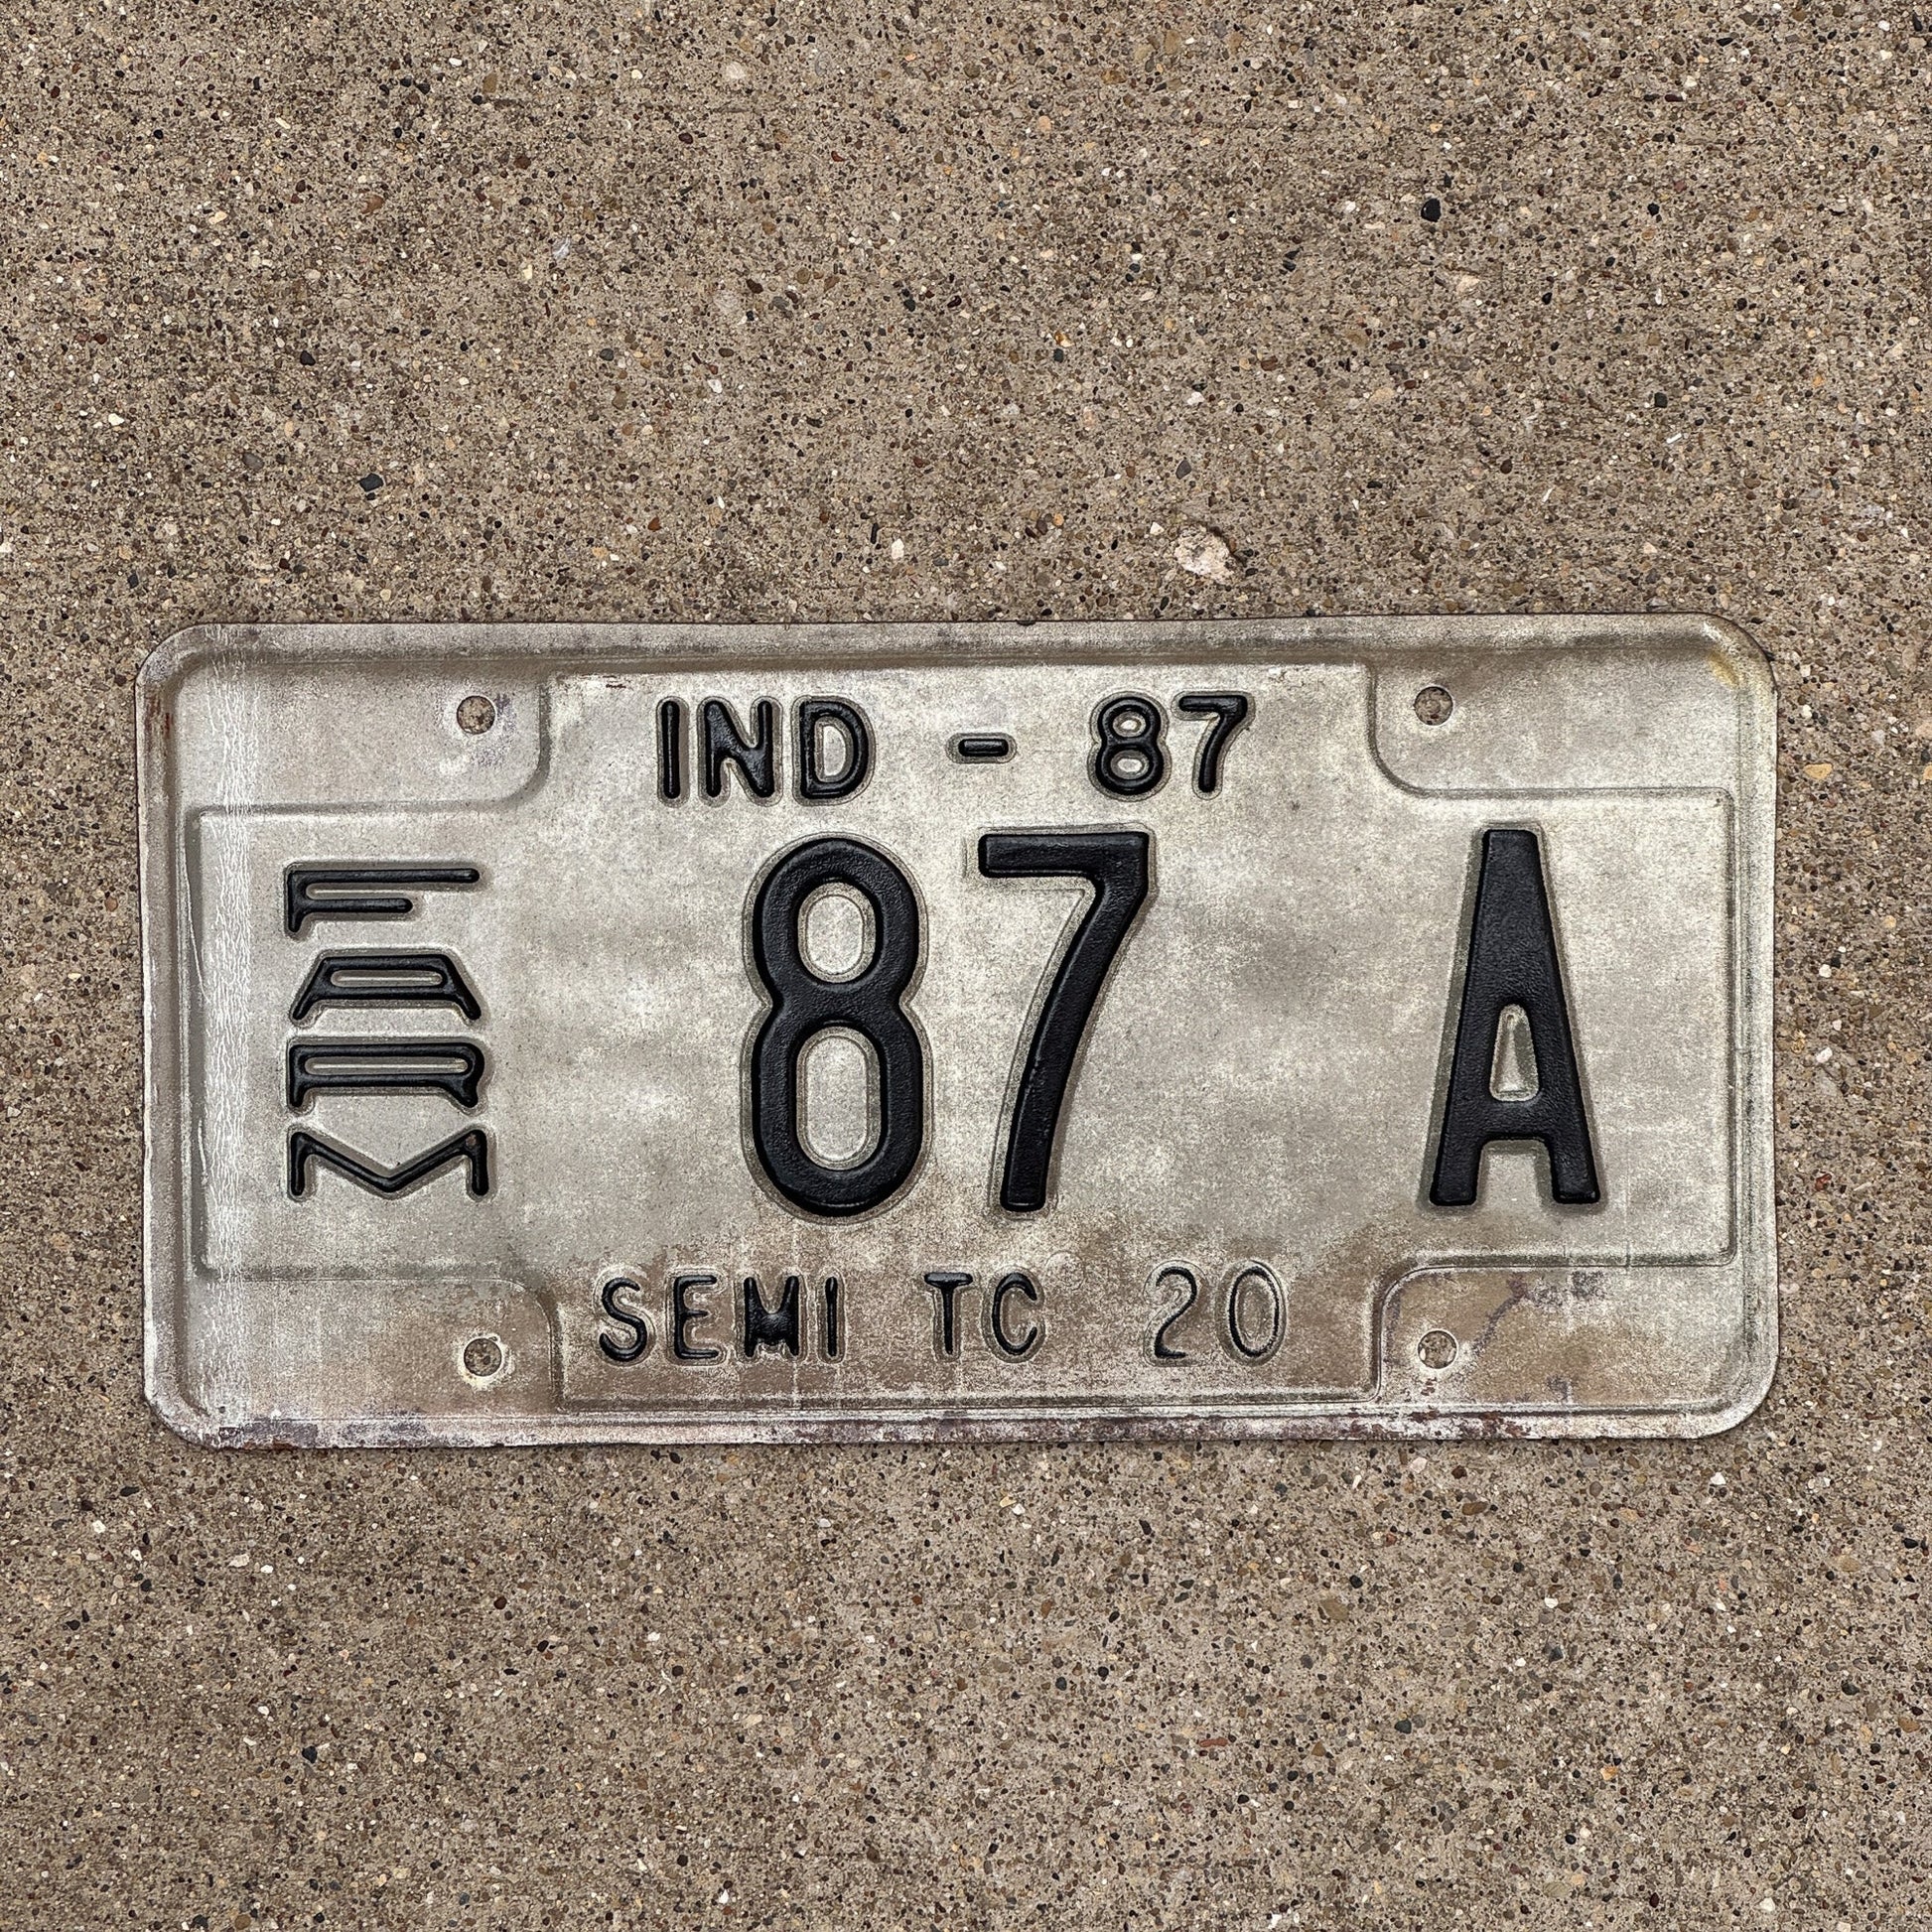 IND - 87
FARM
87 A
SEMI TC 20